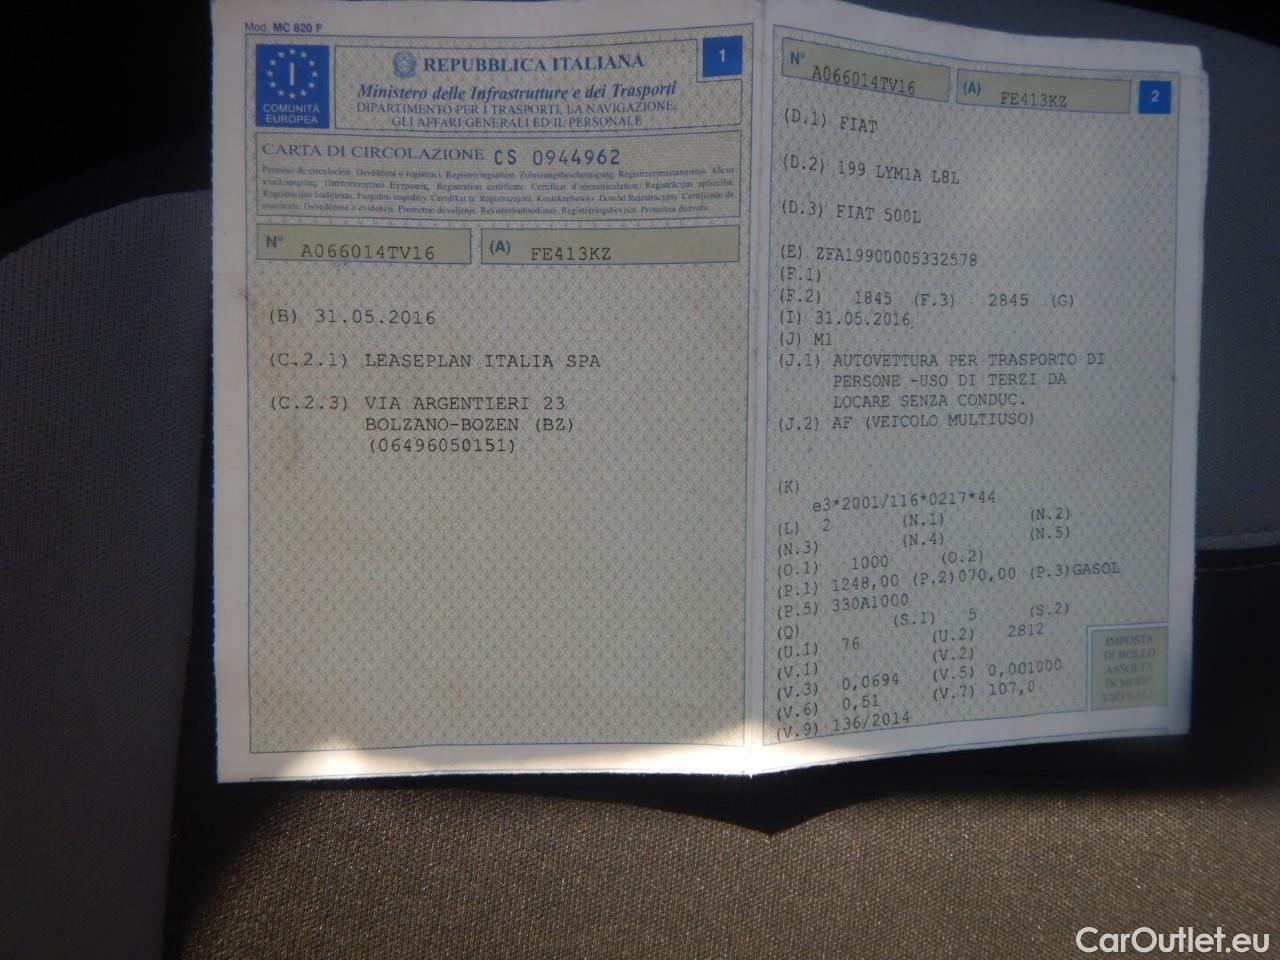 Mod. MC 820 F
I
COMUNITÀ
EUROPEA
REPUBBLICA ITALIANA
1
Ministero delle Infrastrutture e dei Trasporti
DIPARTIMENTO PER I TRASPORTI, LA NAVIGAZIONE,
GLI AFFARI GENERALI ED IL PERSONALE
CARTA DI CIRCOLAZIONE CS 0944962
N° A066014TV16 (A) FE413KZ
(B) 31.05.2016
(C.2.1) LEASEPLAN ITALIA SPA
(C.2.3) VIA ARGENTIERI 23
BOLZANO-BOZEN (BZ)
(06496050151)
N° A066014TV16 (A) FE413KZ 2
(D.1) FIAT
(D.2) 199 LYM1A L8L
(D.3) FIAT 500L
(E) ZFA19900005332578
(F.1)
(F.2) 1845 (F.3) 2845 (G)
(I) 31.05.2016
(J) M1
(J.1) AUTOVETTURA PER TRASPORTO DI
PERSONE -USO DI TERZI DA
LOCARE SENZA CONDUC.
(J.2) AF (VEICOLO MULTIUSO)
(K)
e3*2001/116*0217*44
(L) 2 (N.1) (N.2)
(N.3) (N.4) (N.5)
(O.1) 1000 (O.2)
(P.1) 1248,00 (P.2)070,00 (P.3)GASOL
(P.5) 330A1000
(Q) (S.1) 5 (S.2)
(U.1) 76 (U.2) 2812
(V.1) (V.2)
(V.3) 0,0694 (V.5) 0,001000
(V.6) 0,51 (V.7) 107,0
(V.9) 136/2014
IMPOSTA
DI BOLLO
ASSOLTA
IN MODO
VIRTUALE
CarOutlet.eu